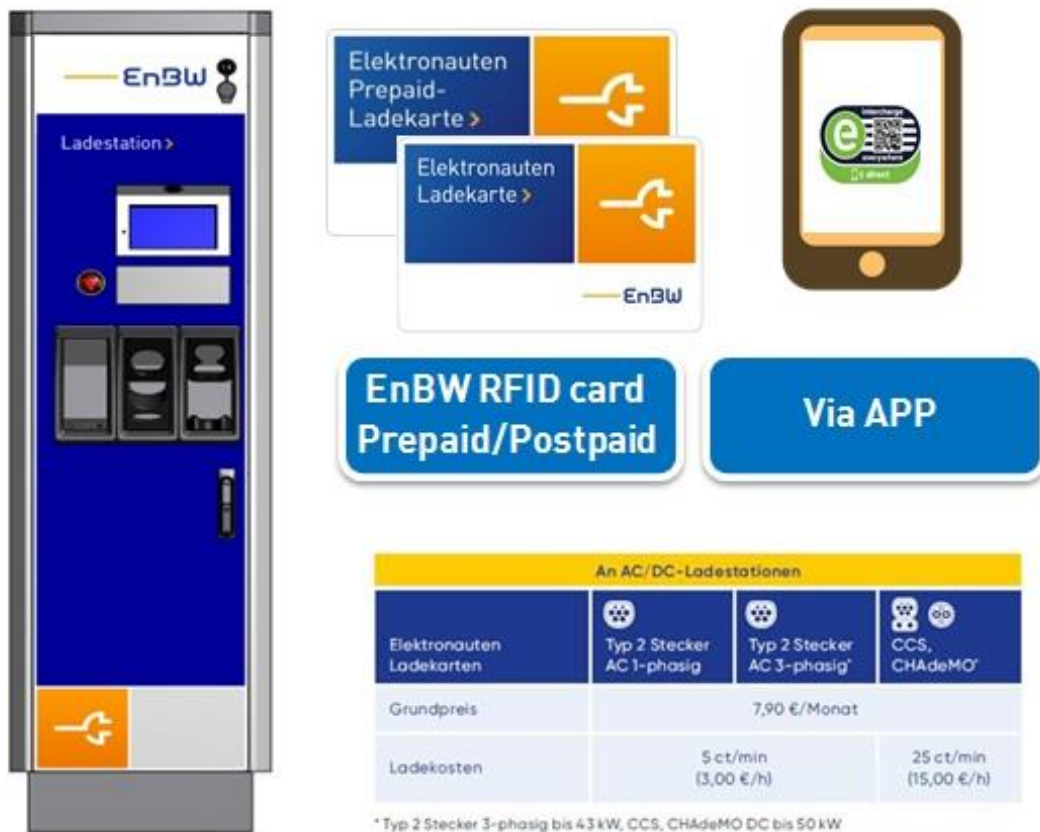 EnBW
Ladestation >
Elektronauten
Prepaid-
Ladekarte >
Elektronauten
Ladekarte >
EnBW
intercharge
e
everywhere
direct
EnBW RFID card
Prepaid/Postpaid
Via APP
An AC/DC-Ladestationen
Elektronauten
Ladekarten
Typ 2 Stecker
AC 1-phasig
Typ 2 Stecker
AC 3-phasig*
CCS,
CHAdeMO*
Grundpreis
7,90 €/Monat
Ladekosten
5 ct/min
(3,00 €/h)
25 ct/min
(15,00 €/h)
* Typ 2 Stecker 3-phasig bis 43 kW, CCS, CHAdeMO DC bis 50 kW